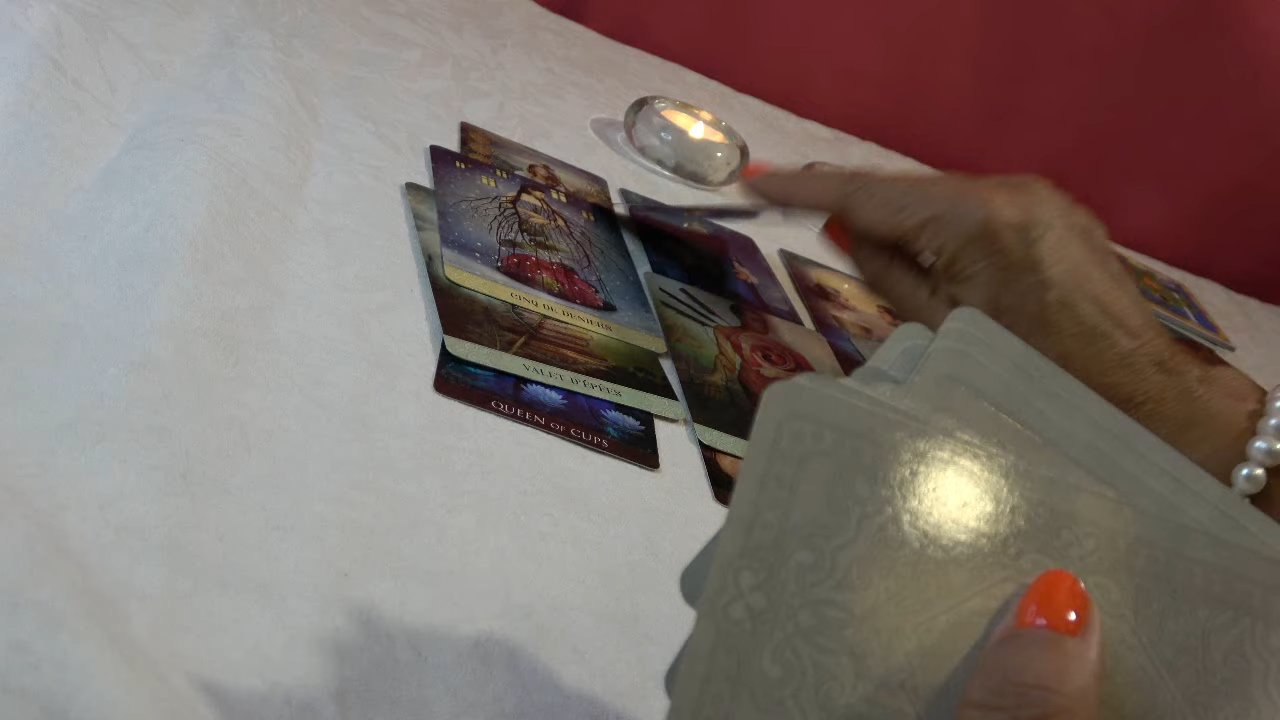 CINQ DE DENIERS
VALET D'ÉPÉES
QUEEN OF CUPS